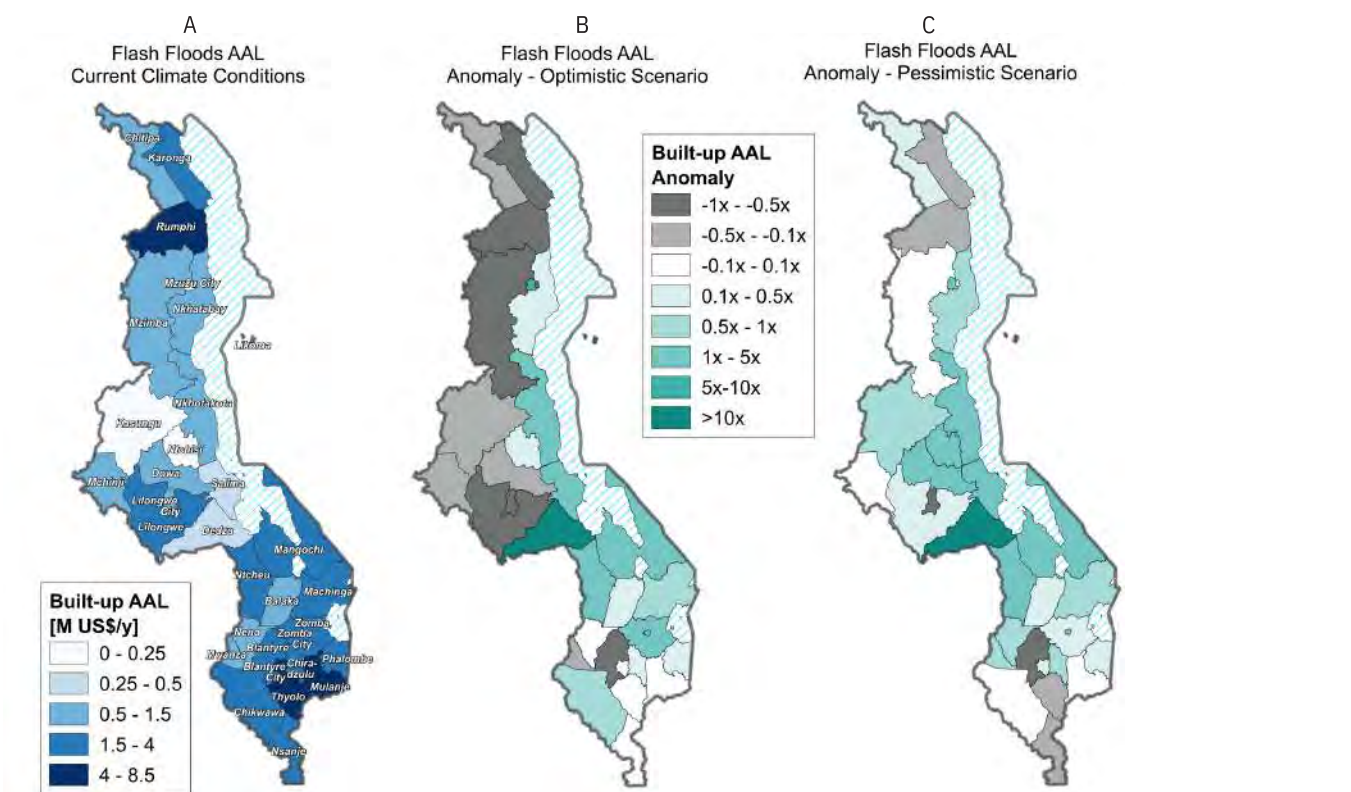 A
Flash Floods AAL
Current Climate Conditions
Chitipa
Karonga
Rumphi
Mzuzu City
Nkhatabay
Mzimba
Likoma
Nkhotakota
Kasungu
Ntchisi
Dowa
Mchinji
Salima
Lilongwe
City
Lilongwe
Dedza
Mangochi
Ntcheu
Machinga
Balaka
Zomba
Neno
Zomba
City
Blantyre
Mwanza
Phalombe
Blantyre
City
Chira-
dzulu
Mulanje
Thyolo
Chikwawa
Nsanje
Built-up AAL
[M US$/y]
0 - 0.25
0.25 - 0.5
0.5 - 1.5
1.5 - 4
4 - 8.5
B
Flash Floods AAL
Anomaly - Optimistic Scenario
Built-up AAL
Anomaly
-1x - -0.5x
-0.5x - -0.1x
-0.1x - 0.1x
0.1x - 0.5x
0.5x - 1x
1x - 5x
5x-10x
>10x
C
Flash Floods AAL
Anomaly - Pessimistic Scenario